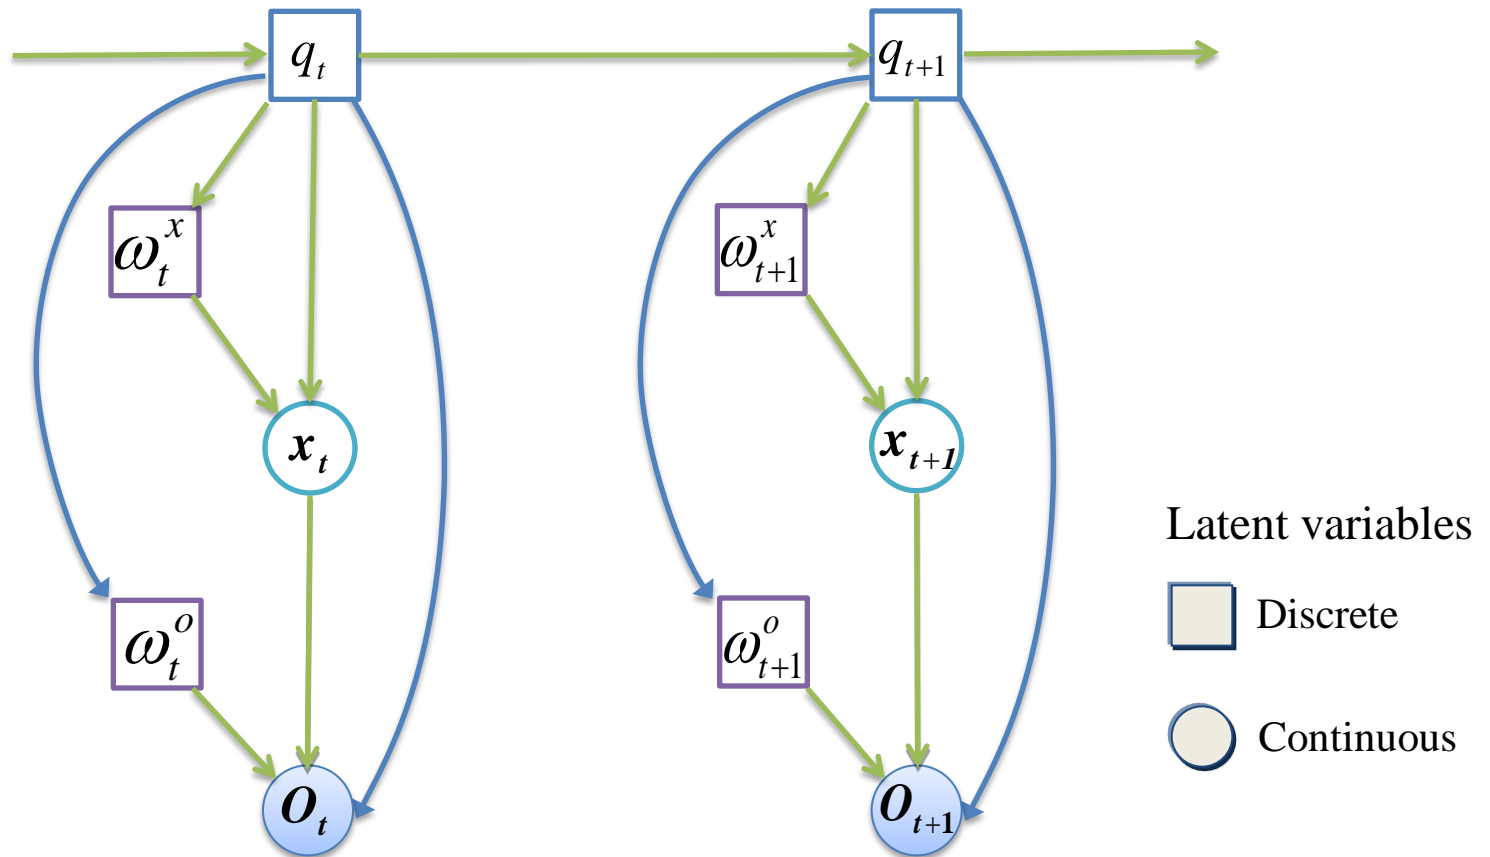 q_t
q_{t+1}
ω_t^x
ω_{t+1}^x
x_t
x_{t+1}
Latent variables
Discrete
ω_t^o
ω_{t+1}^o
Continuous
O_t
O_{t+1}